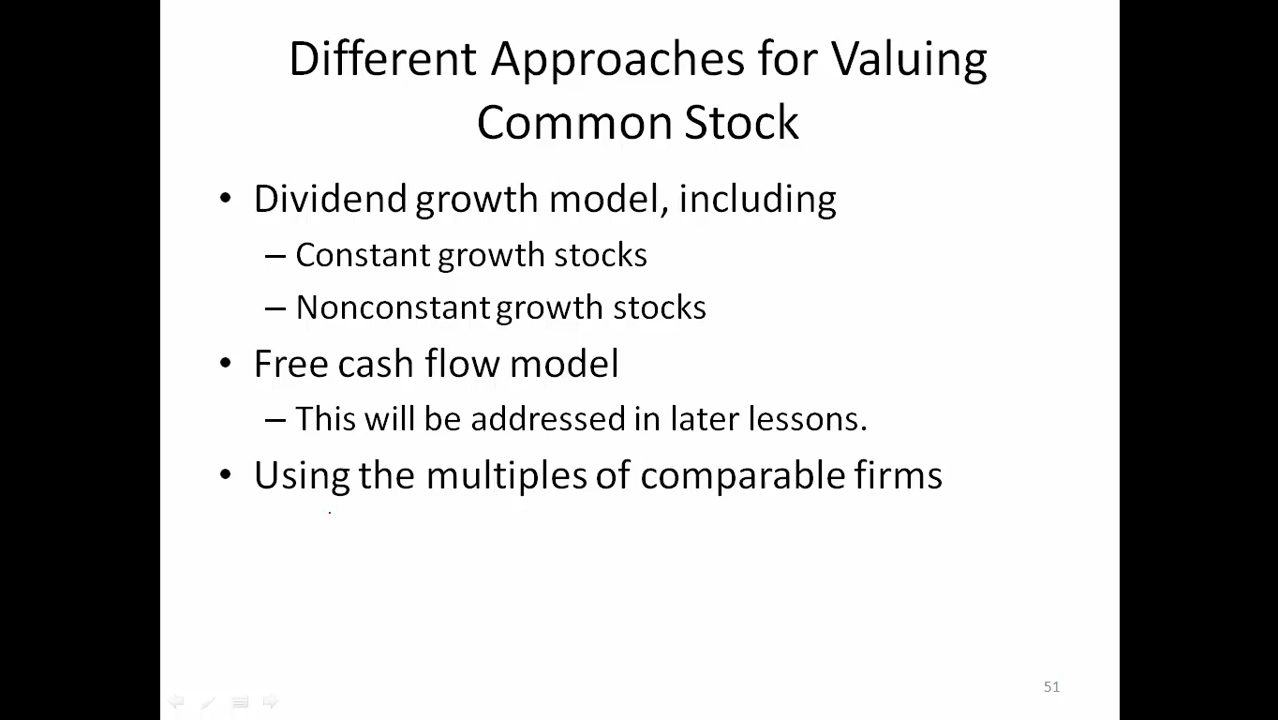 Different Approaches for Valuing
Common Stock
• Dividend growth model, including
– Constant growth stocks
– Nonconstant growth stocks
• Free cash flow model
– This will be addressed in later lessons.
• Using the multiples of comparable firms
51